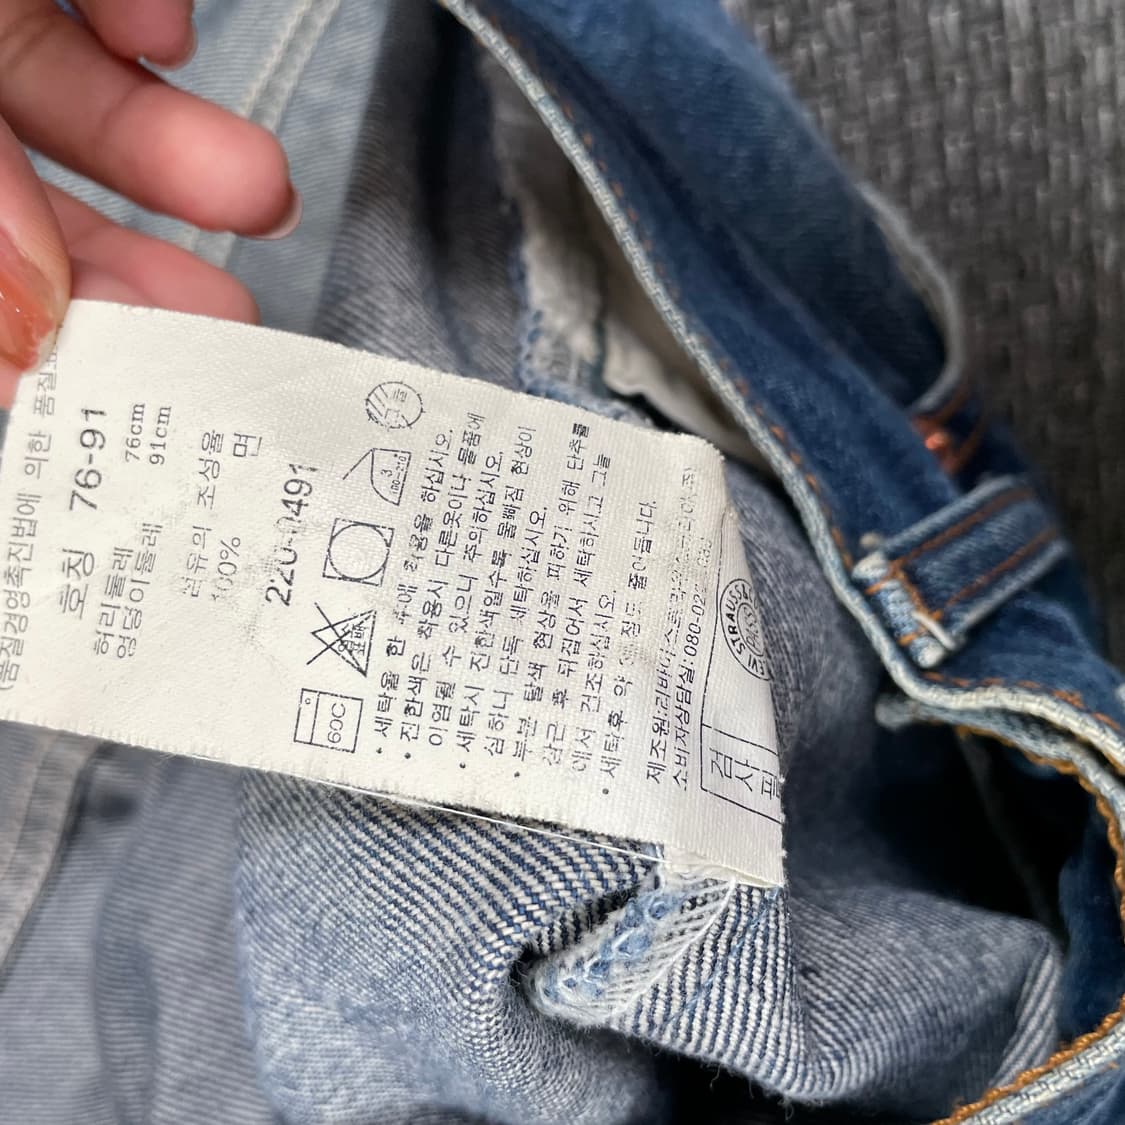 품질경영촉진법에 의한 품질표
호칭 76-91
허리둘레 76cm
엉덩이둘레 91cm
섬유의 조성율
100% 면
220-0491
60C
세탁을 한 후에 착용을 하십시오.
진한색은 착용시 다른옷이나 물품에
이염될 수 있으니 주의하십시오.
세탁시 진한색일수록 물빠짐 현상이
심하니 단독 세탁하십시오.
부분 탈색 현상을 피하기 위해 단추를
잠근 후 뒤집어서 세탁하시고 그늘
에서 건조하십시오.
세탁후 약 정도 줄어듭니다.
제조원:리바이스트라우스코리아(주)
소비자상담실:080-
STRAUSS
검사필